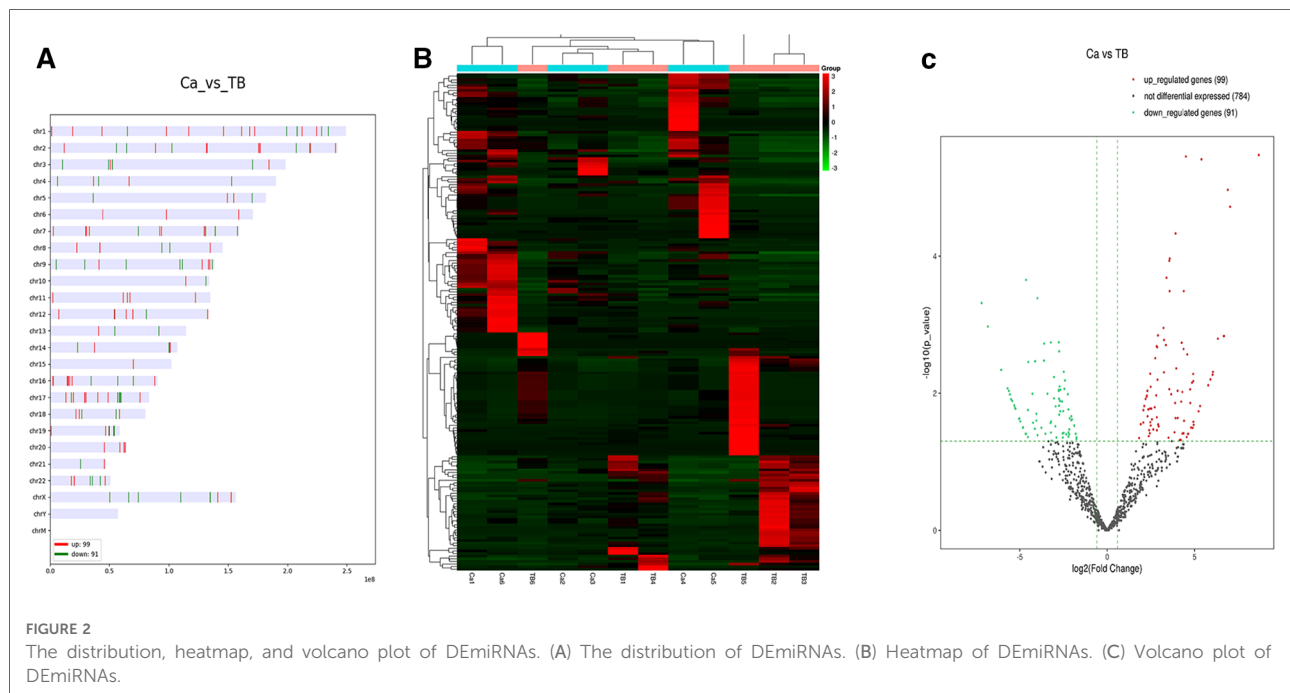 A
Ca_vs_TB
chr1
chr2
chr3
chr4
chr5
chr6
chr7
chr8
chr9
chr10
chr11
chr12
chr13
chr14
chr15
chr16
chr17
chr18
chr19
chr20
chr21
chr22
chrX
chrY
chrM
up: 99
down: 91
0.0 0.5 1.0 1.5 2.0 2.5
1e8
B
Group
3
2
1
0
-1
-2
-3
Ca1 Ca6 TB6 Ca2 Ca3 TB1 TB4 Ca4 Ca5 TB5 TB2 TB3
c
Ca vs TB
up_regulated genes (99)
not differential expressed (784)
down_regulated genes (91)
-log10(p_value)
4
2
0
-5 0 5
log2(Fold Change)
FIGURE 2
The distribution, heatmap, and volcano plot of DEmiRNAs. (A) The distribution of DEmiRNAs. (B) Heatmap of DEmiRNAs. (C) Volcano plot of
DEmiRNAs.